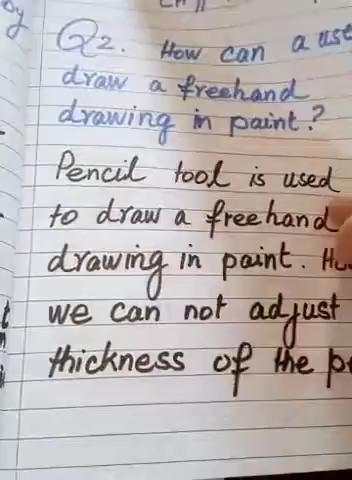 Q2. How can a
draw a freehand
drawing in paint?
Pencil tool is used
to draw a freehand
drawing in paint.
we can not adjust
thickness of the